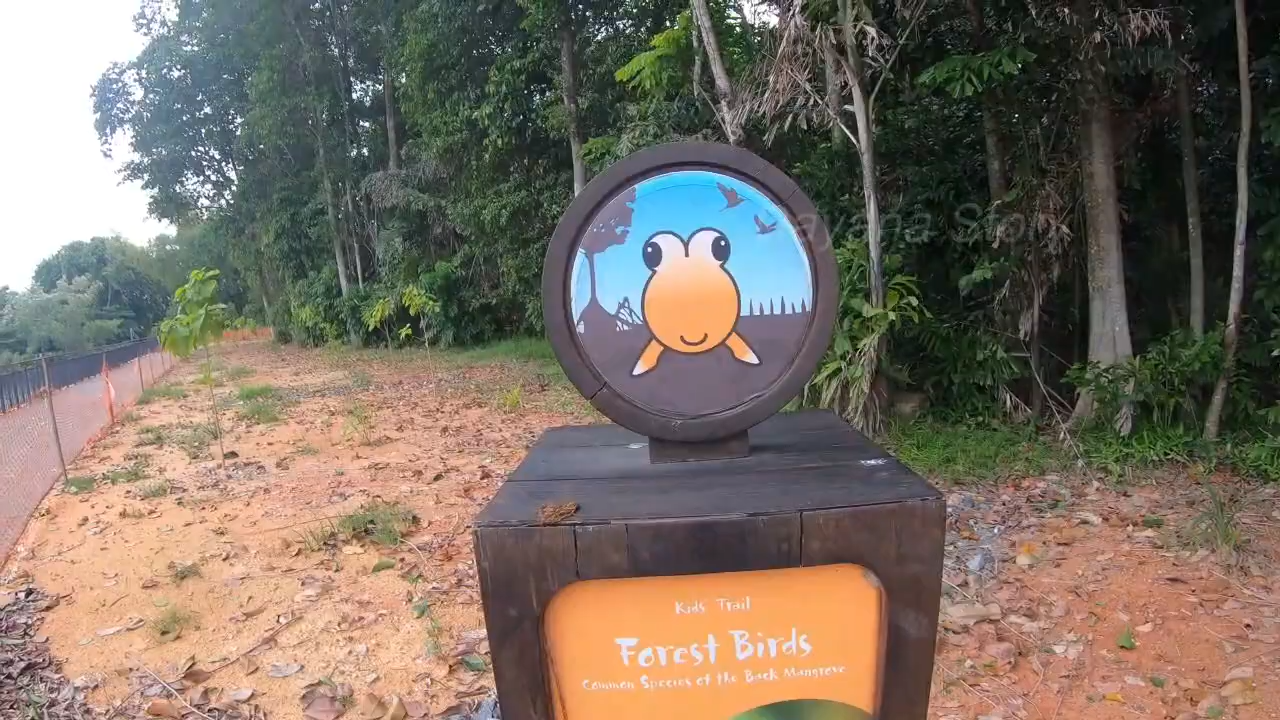 Kids' Trail
Forest Birds
Common Species of the Back Mangrove